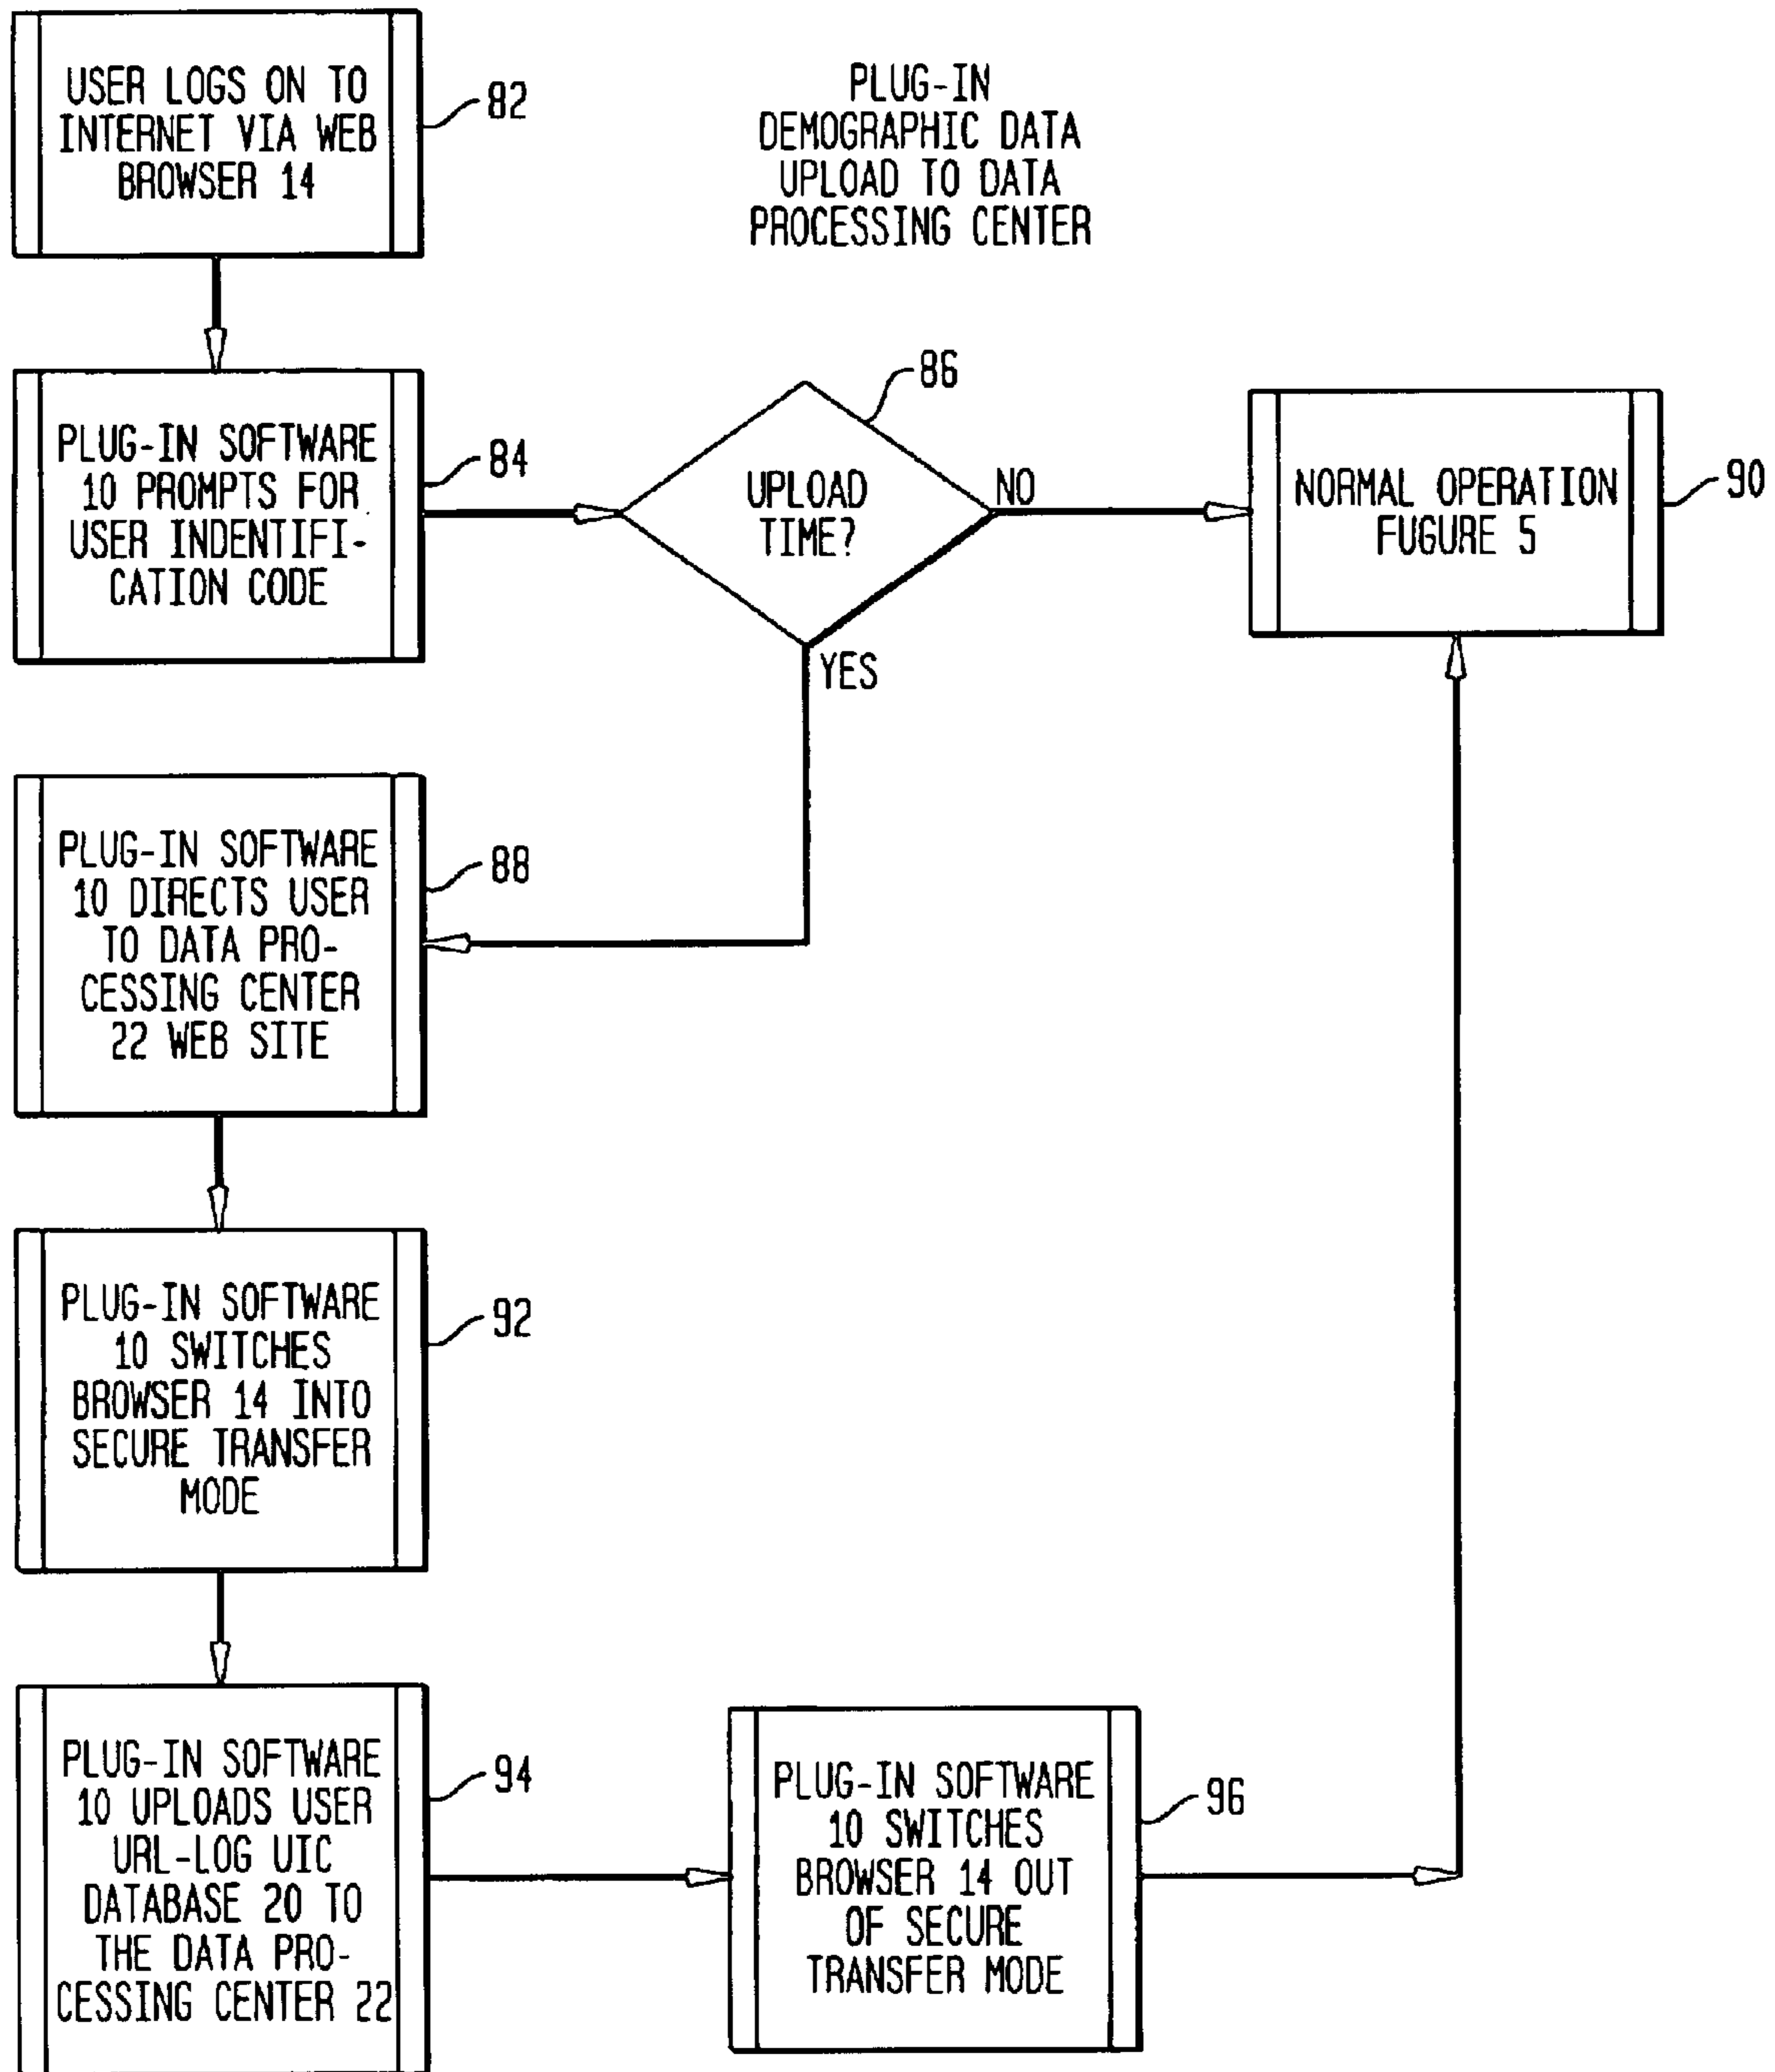 USER LOGS ON TO
INTERNET VIA WEB
BROWSER 14
82
PLUG-IN
DEMOGRAPHIC DATA
UPLOAD TO DATA
PROCESSING CENTER
PLUG-IN SOFTWARE
10 PROMPTS FOR
USER INDENTIFI-
CATION CODE
84
UPLOAD
TIME?
86
NO
YES
NORMAL OPERATION
FUGURE 5
90
PLUG-IN SOFTWARE
10 DIRECTS USER
TO DATA PRO-
CESSING CENTER
22 WEB SITE
88
PLUG-IN SOFTWARE
10 SWITCHES
BROWSER 14 INTO
SECURE TRANSFER
MODE
92
PLUG-IN SOFTWARE
10 UPLOADS USER
URL-LOG UIC
DATABASE 20 TO
THE DATA PRO-
CESSING CENTER 22
94
PLUG-IN SOFTWARE
10 SWITCHES
BROWSER 14 OUT
OF SECURE
TRANSFER MODE
96